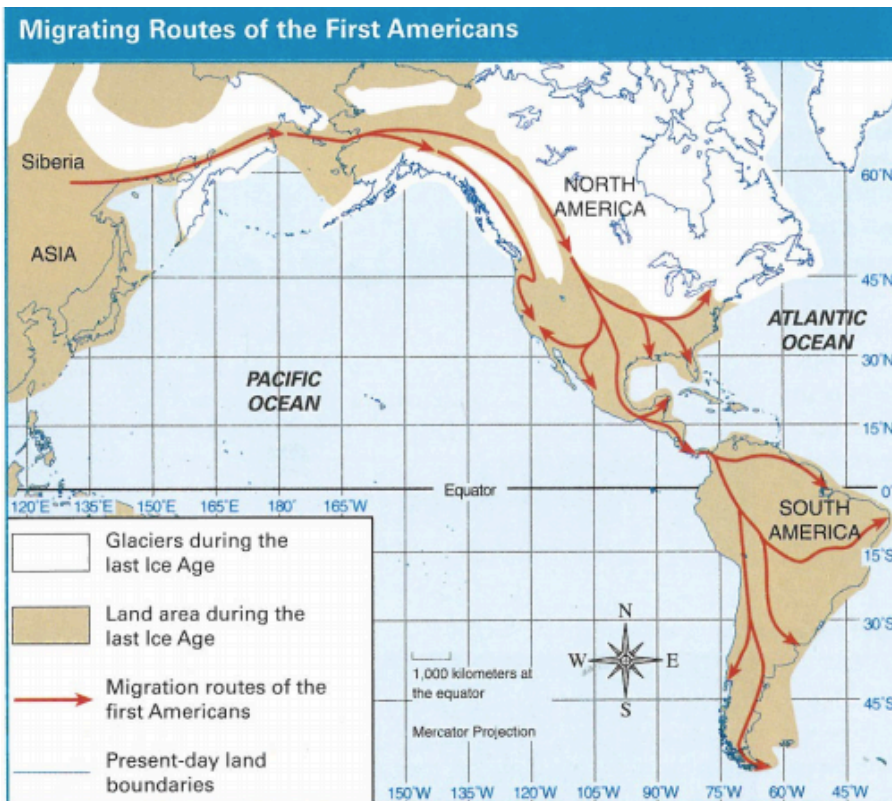 Migrating Routes of the First Americans
Siberia
ASIA
NORTH
AMERICA
60°N
45°N
ATLANTIC
OCEAN
30°N
PACIFIC
OCEAN
15°N
Equator
0°
120°E 135°E 150°E 165°E 180° 165°W
SOUTH
AMERICA
15°S
Glaciers during the
last Ice Age
Land area during the
last Ice Age
N
30°S
W E
S
1,000 kilometers at
the equator
Migration routes of the
first Americans
45°S
Mercator Projection
Present-day land
boundaries
150°W 135°W 120°W 105°W 90°W 75°W 60°W 45°W